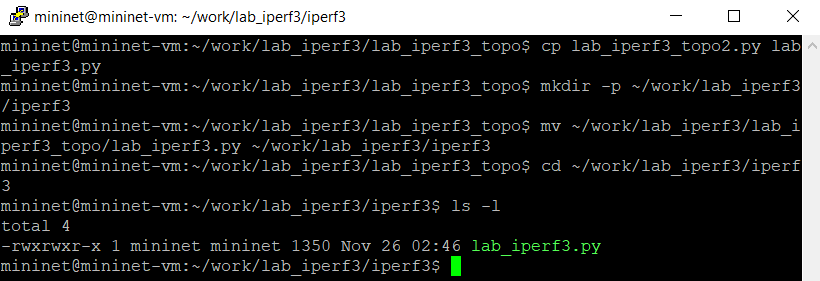 mininet@mininet-vm: ~/work/lab_iperf3/iperf3
mininet@mininet-vm:~/work/lab_iperf3/lab_iperf3_topo$ cp lab_iperf3_topo2.py lab
_iperf3.py
mininet@mininet-vm:~/work/lab_iperf3/lab_iperf3_topo$ mkdir -p ~/work/lab_iperf3
/iperf3
mininet@mininet-vm:~/work/lab_iperf3/lab_iperf3_topo$ mv ~/work/lab_iperf3/lab_i
perf3_topo/lab_iperf3.py ~/work/lab_iperf3/iperf3
mininet@mininet-vm:~/work/lab_iperf3/lab_iperf3_topo$ cd ~/work/lab_iperf3/iperf
3
mininet@mininet-vm:~/work/lab_iperf3/iperf3$ ls -l
total 4
-rwxrwxr-x 1 mininet mininet 1350 Nov 26 02:46 lab_iperf3.py
mininet@mininet-vm:~/work/lab_iperf3/iperf3$